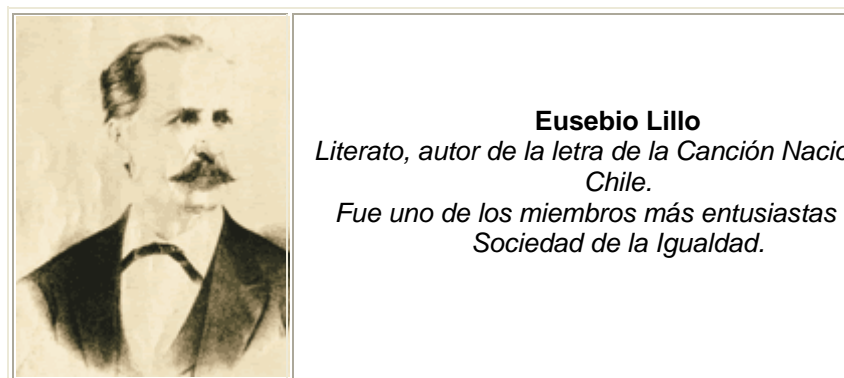 Eusebio Lillo
Literato, autor de la letra de la Canción
Chile.
Fue uno de los miembros más entusiastas
Sociedad de la Igualdad.